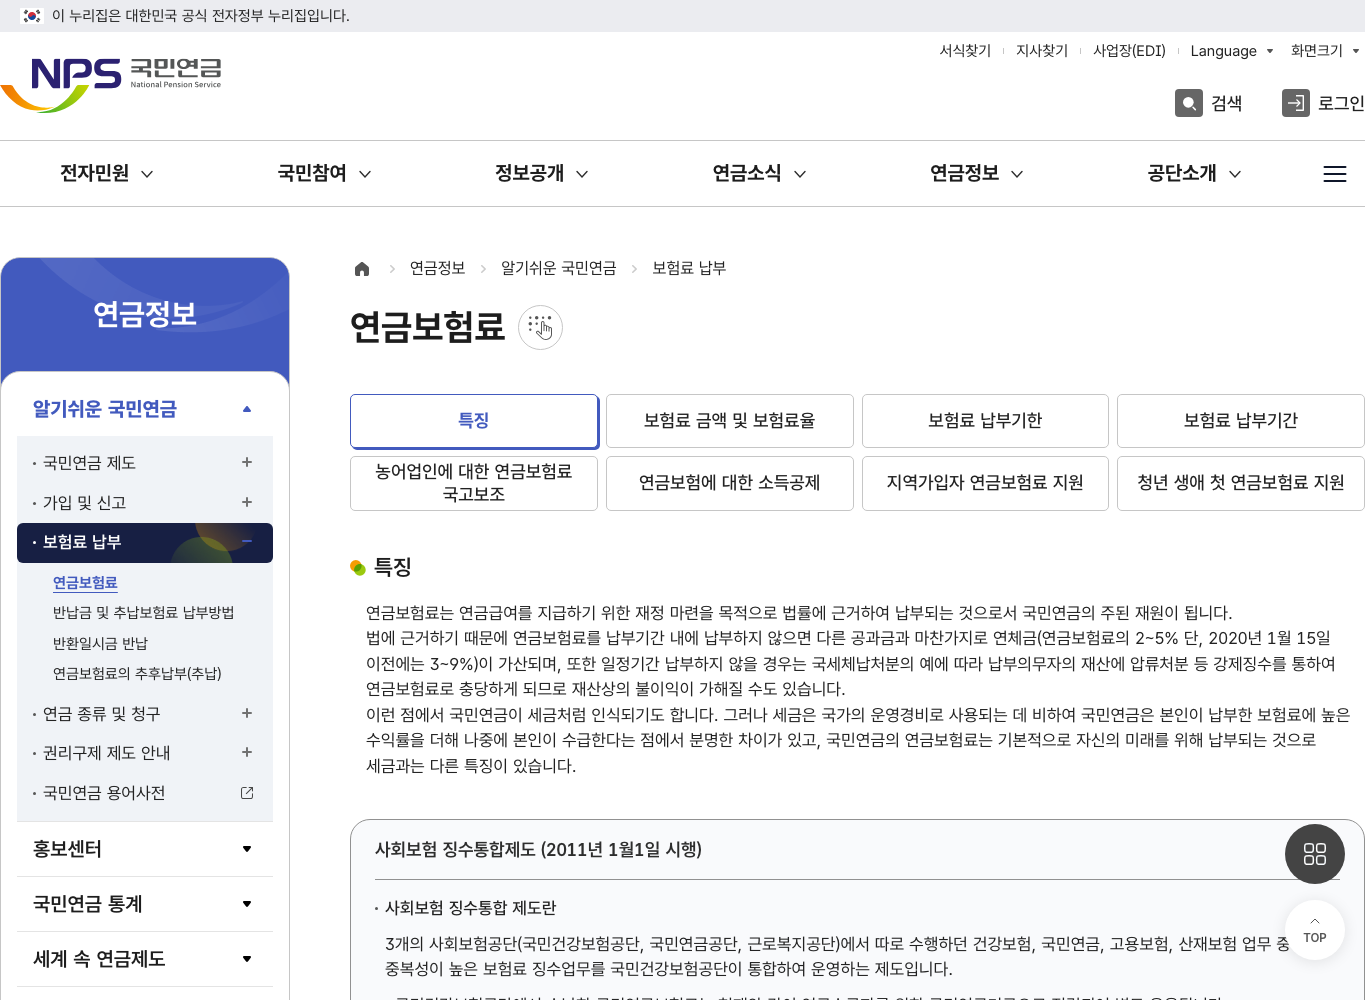 이 누리집은 대한민국 공식 전자정부 누리집입니다.
서식찾기 지사찾기 사업장(EDI) Language 화면크기
NPS 국민연금
National Pension Service
검색 로그인
전자민원 국민참여 정보공개 연금소식 연금정보 공단소개
연금정보
알기쉬운 국민연금
국민연금 제도
가입 및 신고
보험료 납부
연금보험료
반납금 및 추납보험료 납부방법
반환일시금 반납
연금보험료의 추후납부(추납)
연금 종류 및 청구
권리구제 제도 안내
국민연금 용어사전
홍보센터
국민연금 통계
세계 속 연금제도
연금정보 알기쉬운 국민연금 보험료 납부
연금보험료
특징 보험료 금액 및 보험료율 보험료 납부기한 보험료 납부기간
농어업인에 대한 연금보험료
국고보조
연금보험에 대한 소득공제 지역가입자 연금보험료 지원 청년 생애 첫 연금보험료 지원
특징
연금보험료는 연금급여를 지급하기 위한 재정 마련을 목적으로 법률에 근거하여 납부되는 것으로서 국민연금의 주된 재원이 됩니다.
법에 근거하기 때문에 연금보험료를 납부기간 내에 납부하지 않으면 다른 공과금과 마찬가지로 연체금(연금보험료의 2~5% 단, 2020년 1월 15일
이전에는 3~9%)이 가산되며, 또한 일정기간 납부하지 않을 경우는 국세체납처분의 예에 따라 납부의무자의 재산에 압류처분 등 강제징수를 통하여
연금보험료로 충당하게 되므로 재산상의 불이익이 가해질 수도 있습니다.
이런 점에서 국민연금이 세금처럼 인식되기도 합니다. 그러나 세금은 국가의 운영경비로 사용되는 데 비하여 국민연금은 본인이 납부한 보험료에 높은
수익률을 더해 나중에 본인이 수급한다는 점에서 분명한 차이가 있고, 국민연금의 연금보험료는 기본적으로 자신의 미래를 위해 납부되는 것으로
세금과는 다른 특징이 있습니다.
사회보험 징수통합제도 (2011년 1월1일 시행)
사회보험 징수통합 제도란
3개의 사회보험공단(국민건강보험공단, 국민연금공단, 근로복지공단)에서 따로 수행하던 건강보험, 국민연금, 고용보험, 산재보험 업무 중
중복성이 높은 보험료 징수업무를 국민건강보험공단이 통합하여 운영하는 제도입니다.
TOP